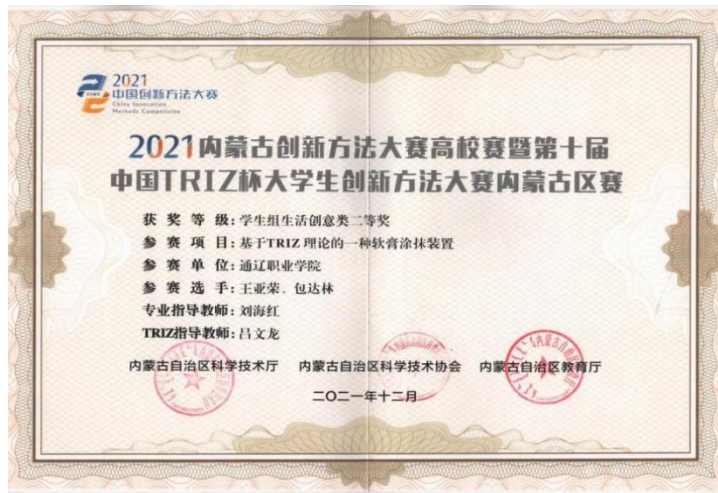 2021
中国创新方法大赛
CIMC
China Innovation
Methods Competition
2021内蒙古创新方法大赛高校赛暨第十届
中国TRIZ杯大学生创新方法大赛内蒙古区赛
获奖等级:学生组生活创意类二等奖
参赛项目:基于TRIZ理论的一种软膏涂抹装置
参赛单位:通辽职业学院
参赛选手:王亚荣、包达林
专业指导教师:刘海红
TRIZ指导教师:吕文龙
内蒙古自治区科学技术厅 内蒙古自治区科学技术协会 内蒙古自治区教育厅
二〇二一年十二月